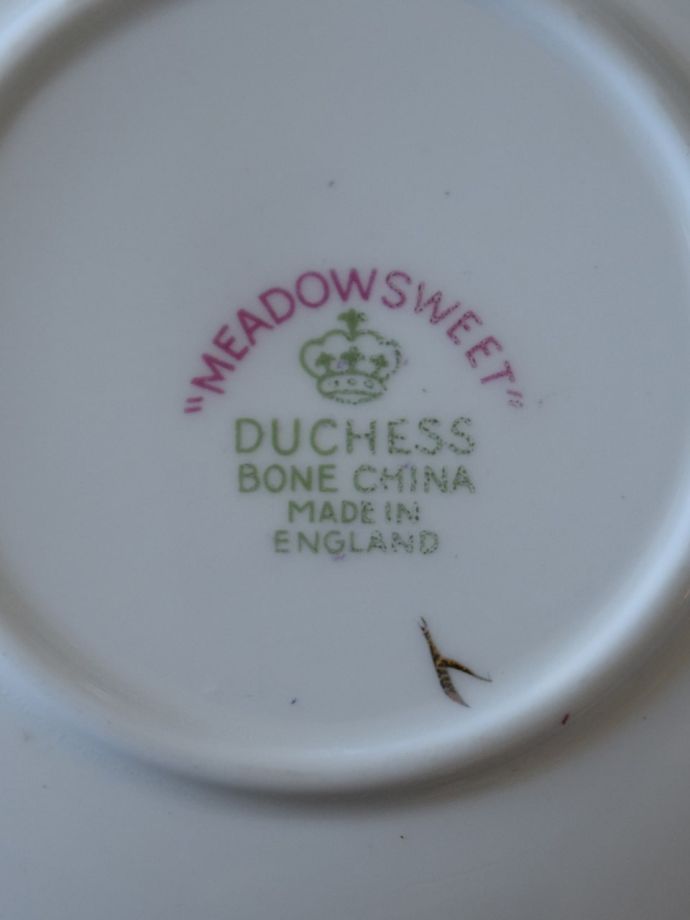 "MEADOWSWEET"
DUCHESS
BONE CHINA
MADE IN
ENGLAND